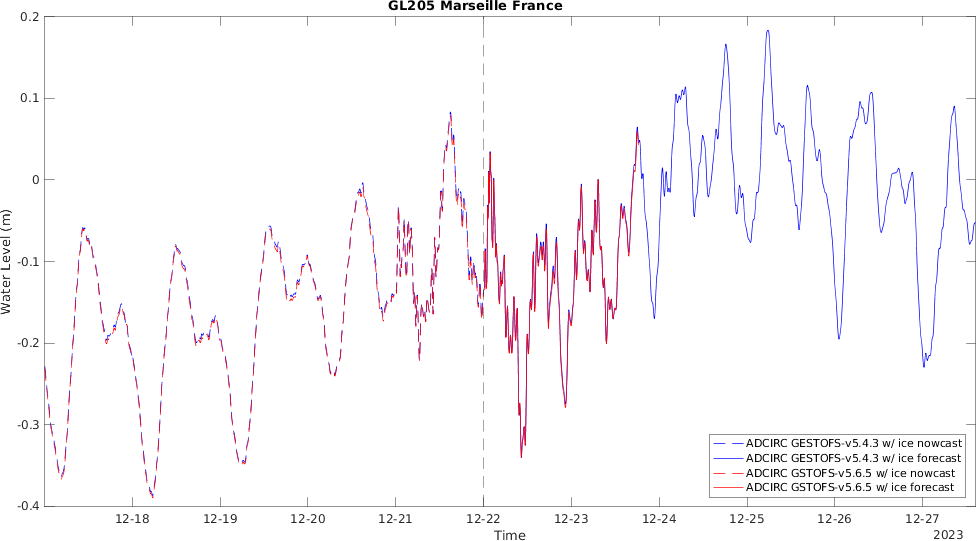 GL205 Marseille France
0.2
0.1
0
-0.1
-0.2
-0.3
-0.4
Water Level (m)
ADCIRC GESTOFS-v5.4.3 w/ ice nowcast
ADCIRC GESTOFS-v5.4.3 w/ ice forecast
ADCIRC GSTOFS-v5.6.5 w/ ice nowcast
ADCIRC GSTOFS-v5.6.5 w/ ice forecast
12-18 12-19 12-20 12-21 12-22 12-23 12-24 12-25 12-26 12-27
Time
2023